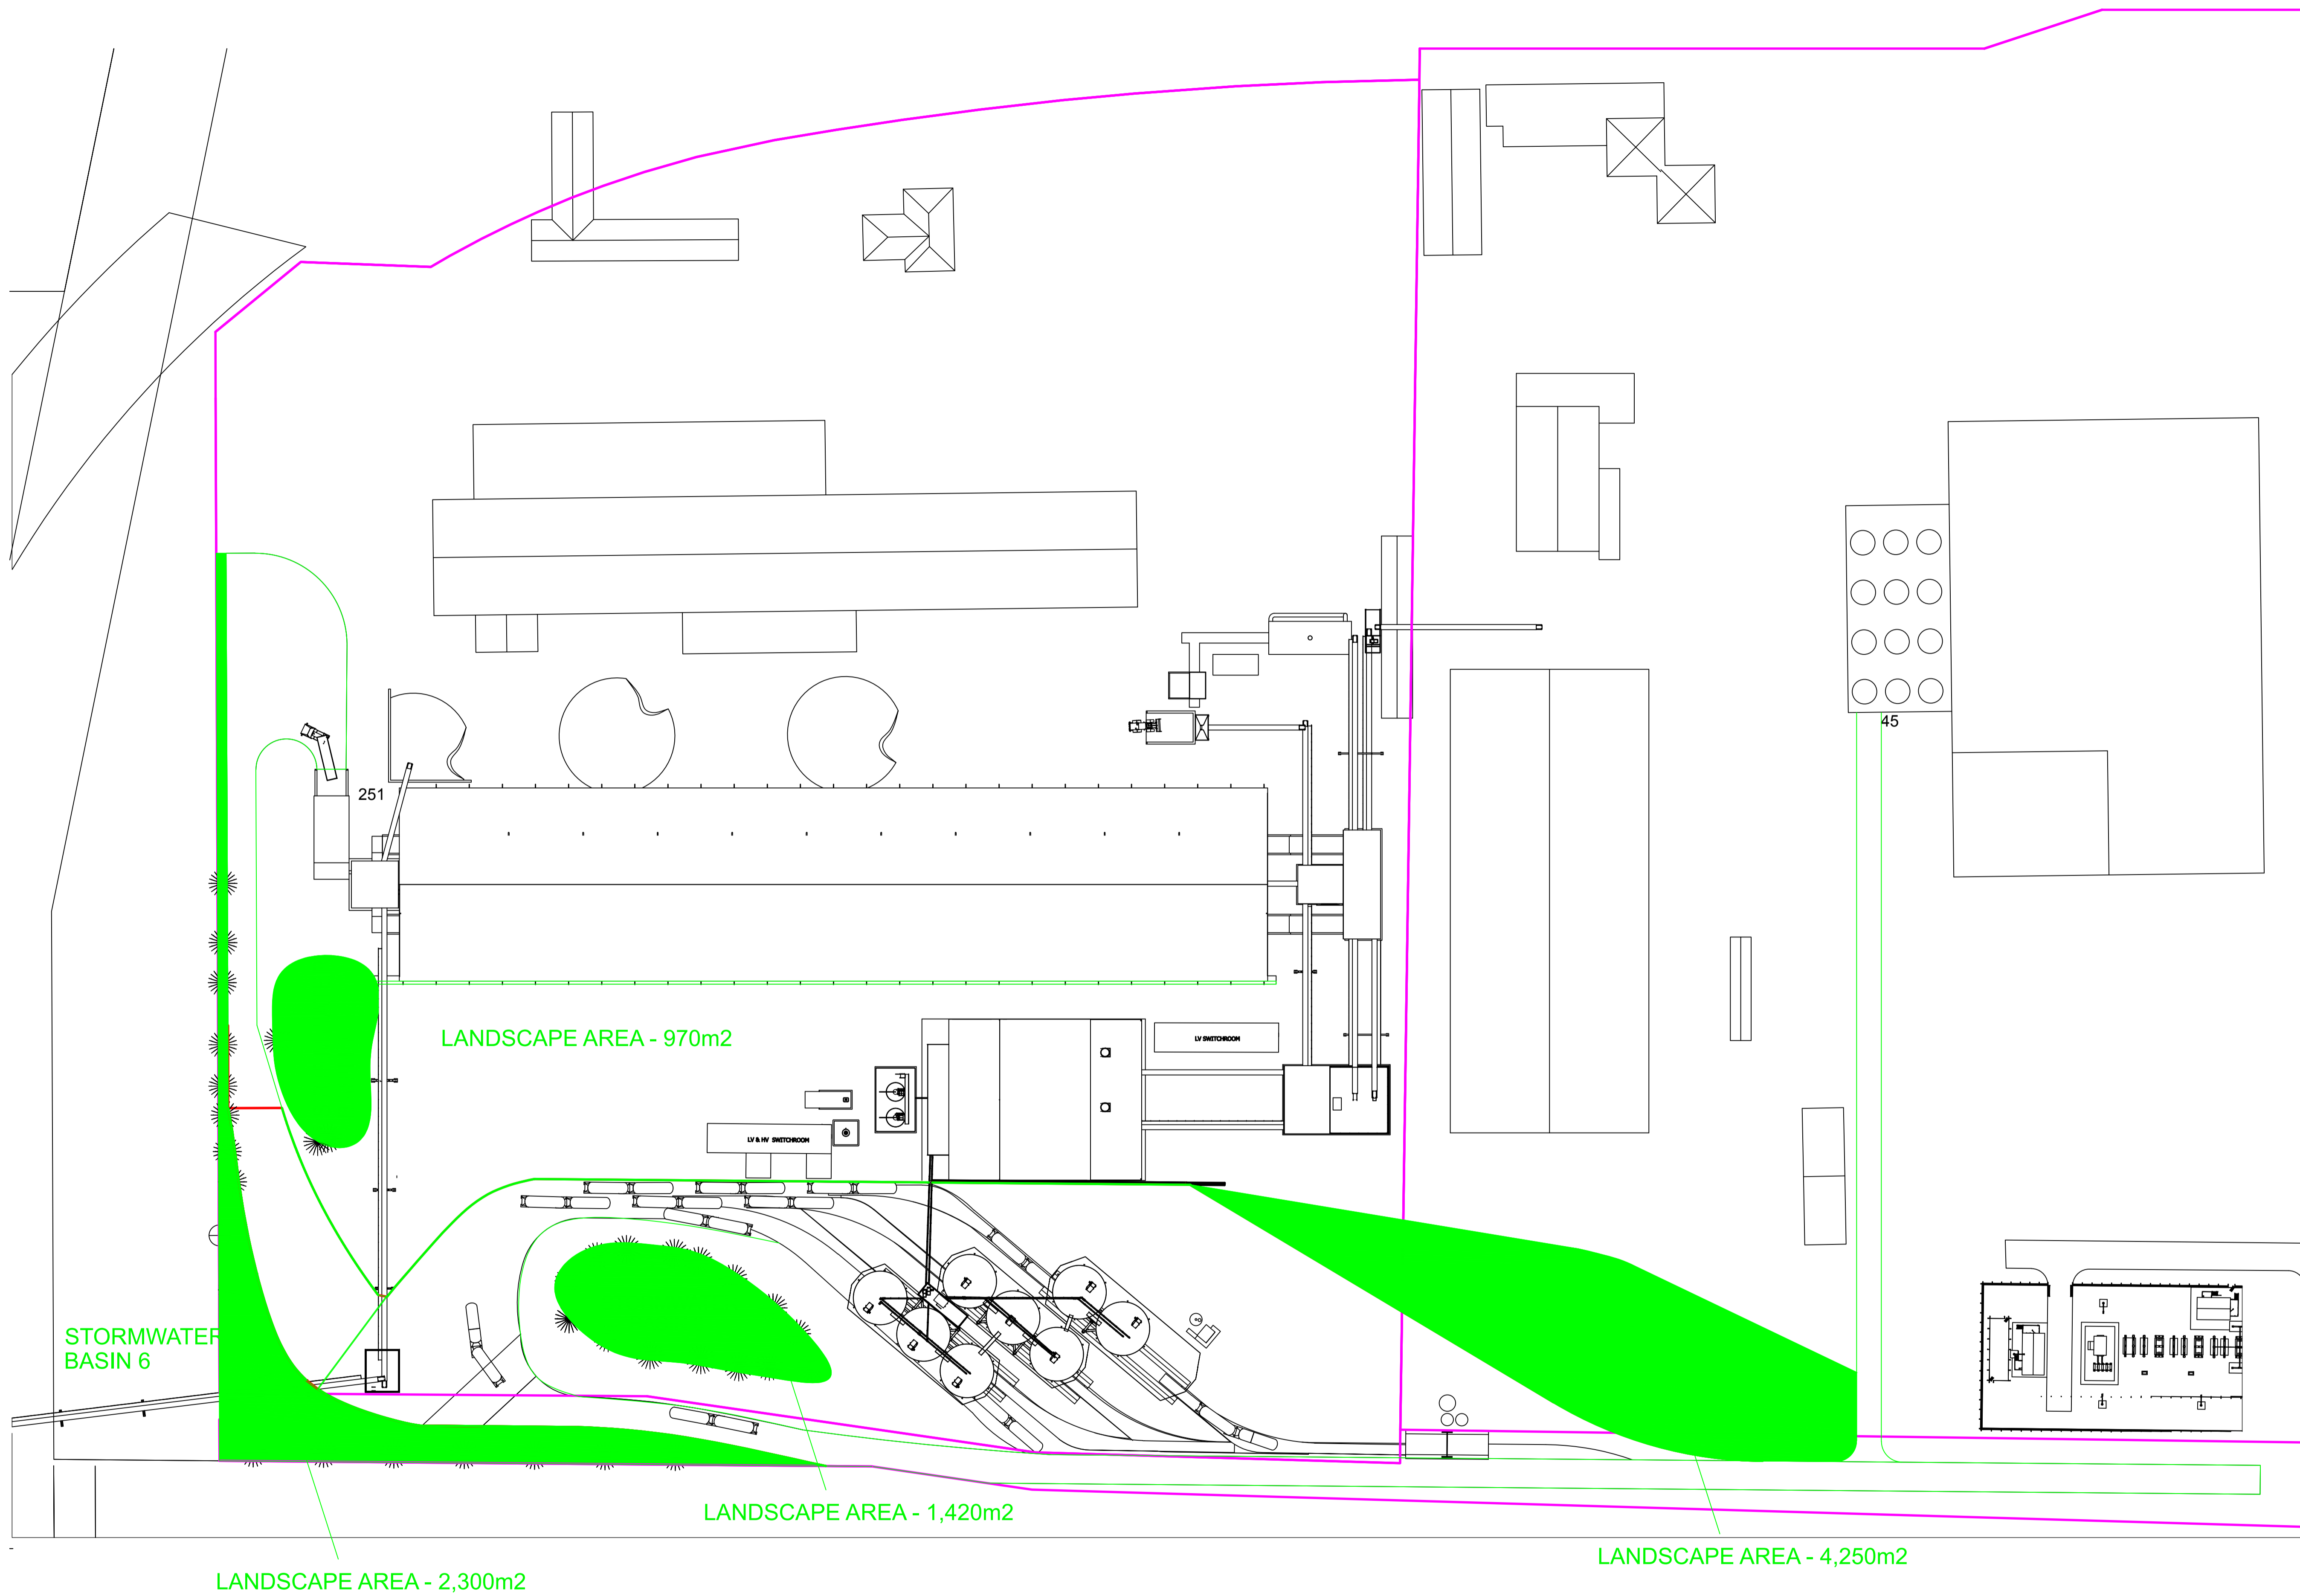 45
251
LANDSCAPE AREA - 970m2
LV SWITCHROOM
LV & HV SWITCHROOM
STORMWATER
BASIN 6
LANDSCAPE AREA - 1,420m2
LANDSCAPE AREA - 4,250m2
LANDSCAPE AREA - 2,300m2